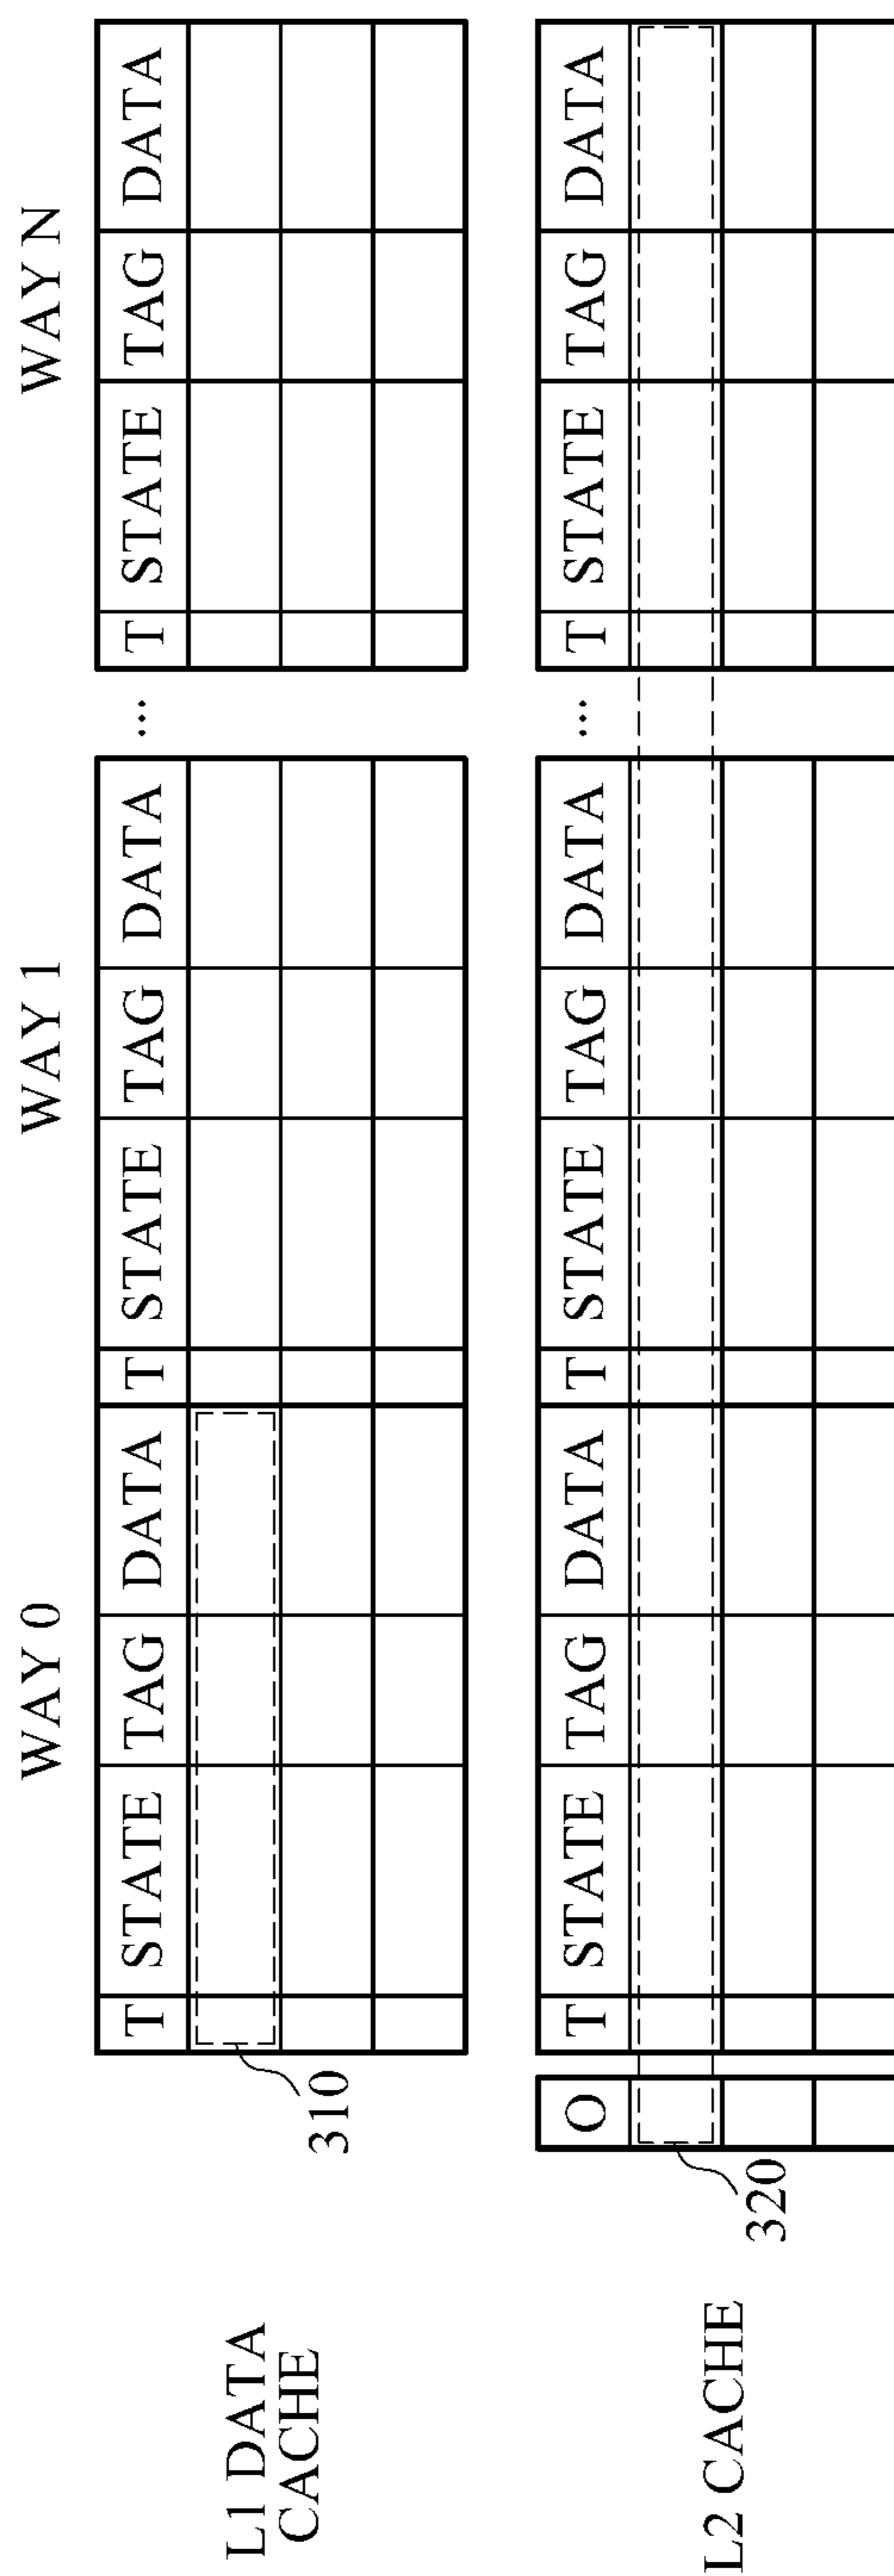 WAY 0 WAY 1 WAY N
L1 DATA
CACHE
T STATE TAG DATA T STATE TAG DATA ... T STATE TAG DATA
310
L2 CACHE
O T STATE TAG DATA T STATE TAG DATA ... T STATE TAG DATA
320